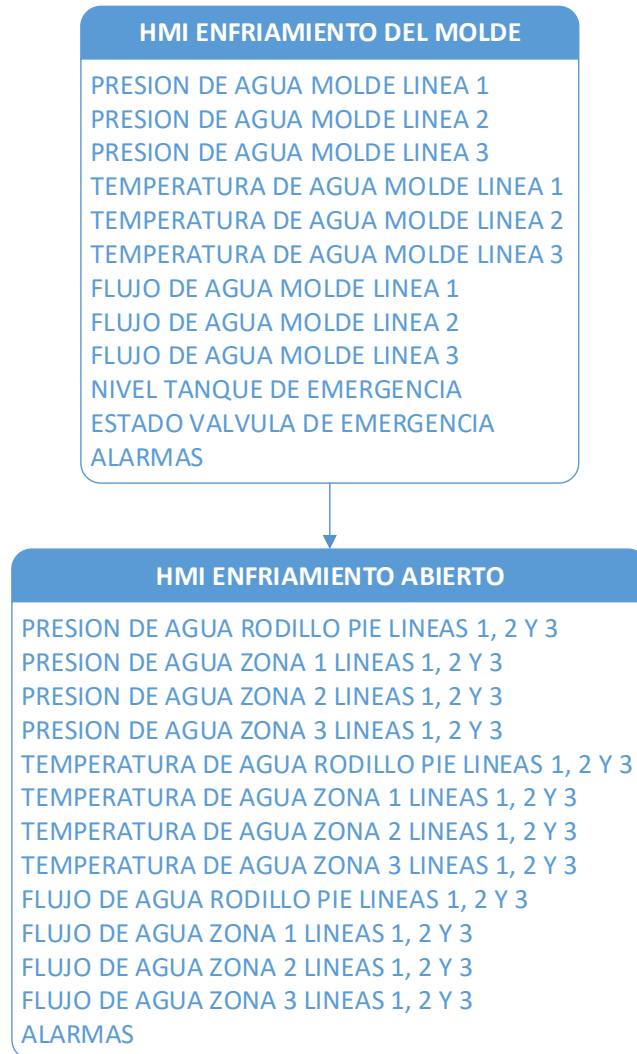 HMI ENFRIAMIENTO DEL MOLDE
PRESION DE AGUA MOLDE LINEA 1
PRESION DE AGUA MOLDE LINEA 2
PRESION DE AGUA MOLDE LINEA 3
TEMPERATURA DE AGUA MOLDE LINEA 1
TEMPERATURA DE AGUA MOLDE LINEA 2
TEMPERATURA DE AGUA MOLDE LINEA 3
FLUJO DE AGUA MOLDE LINEA 1
FLUJO DE AGUA MOLDE LINEA 2
FLUJO DE AGUA MOLDE LINEA 3
NIVEL TANQUE DE EMERGENCIA
ESTADO VALVULA DE EMERGENCIA
ALARMAS
HMI ENFRIAMIENTO ABIERTO
PRESION DE AGUA RODILLO PIE LINEAS 1, 2 Y 3
PRESION DE AGUA ZONA 1 LINEAS 1, 2 Y 3
PRESION DE AGUA ZONA 2 LINEAS 1, 2 Y 3
PRESION DE AGUA ZONA 3 LINEAS 1, 2 Y 3
TEMPERATURA DE AGUA RODILLO PIE LINEAS 1, 2 Y 3
TEMPERATURA DE AGUA ZONA 1 LINEAS 1, 2 Y 3
TEMPERATURA DE AGUA ZONA 2 LINEAS 1, 2 Y 3
TEMPERATURA DE AGUA ZONA 3 LINEAS 1, 2 Y 3
FLUJO DE AGUA RODILLO PIE LINEAS 1, 2 Y 3
FLUJO DE AGUA ZONA 1 LINEAS 1, 2 Y 3
FLUJO DE AGUA ZONA 2 LINEAS 1, 2 Y 3
FLUJO DE AGUA ZONA 3 LINEAS 1, 2 Y 3
ALARMAS